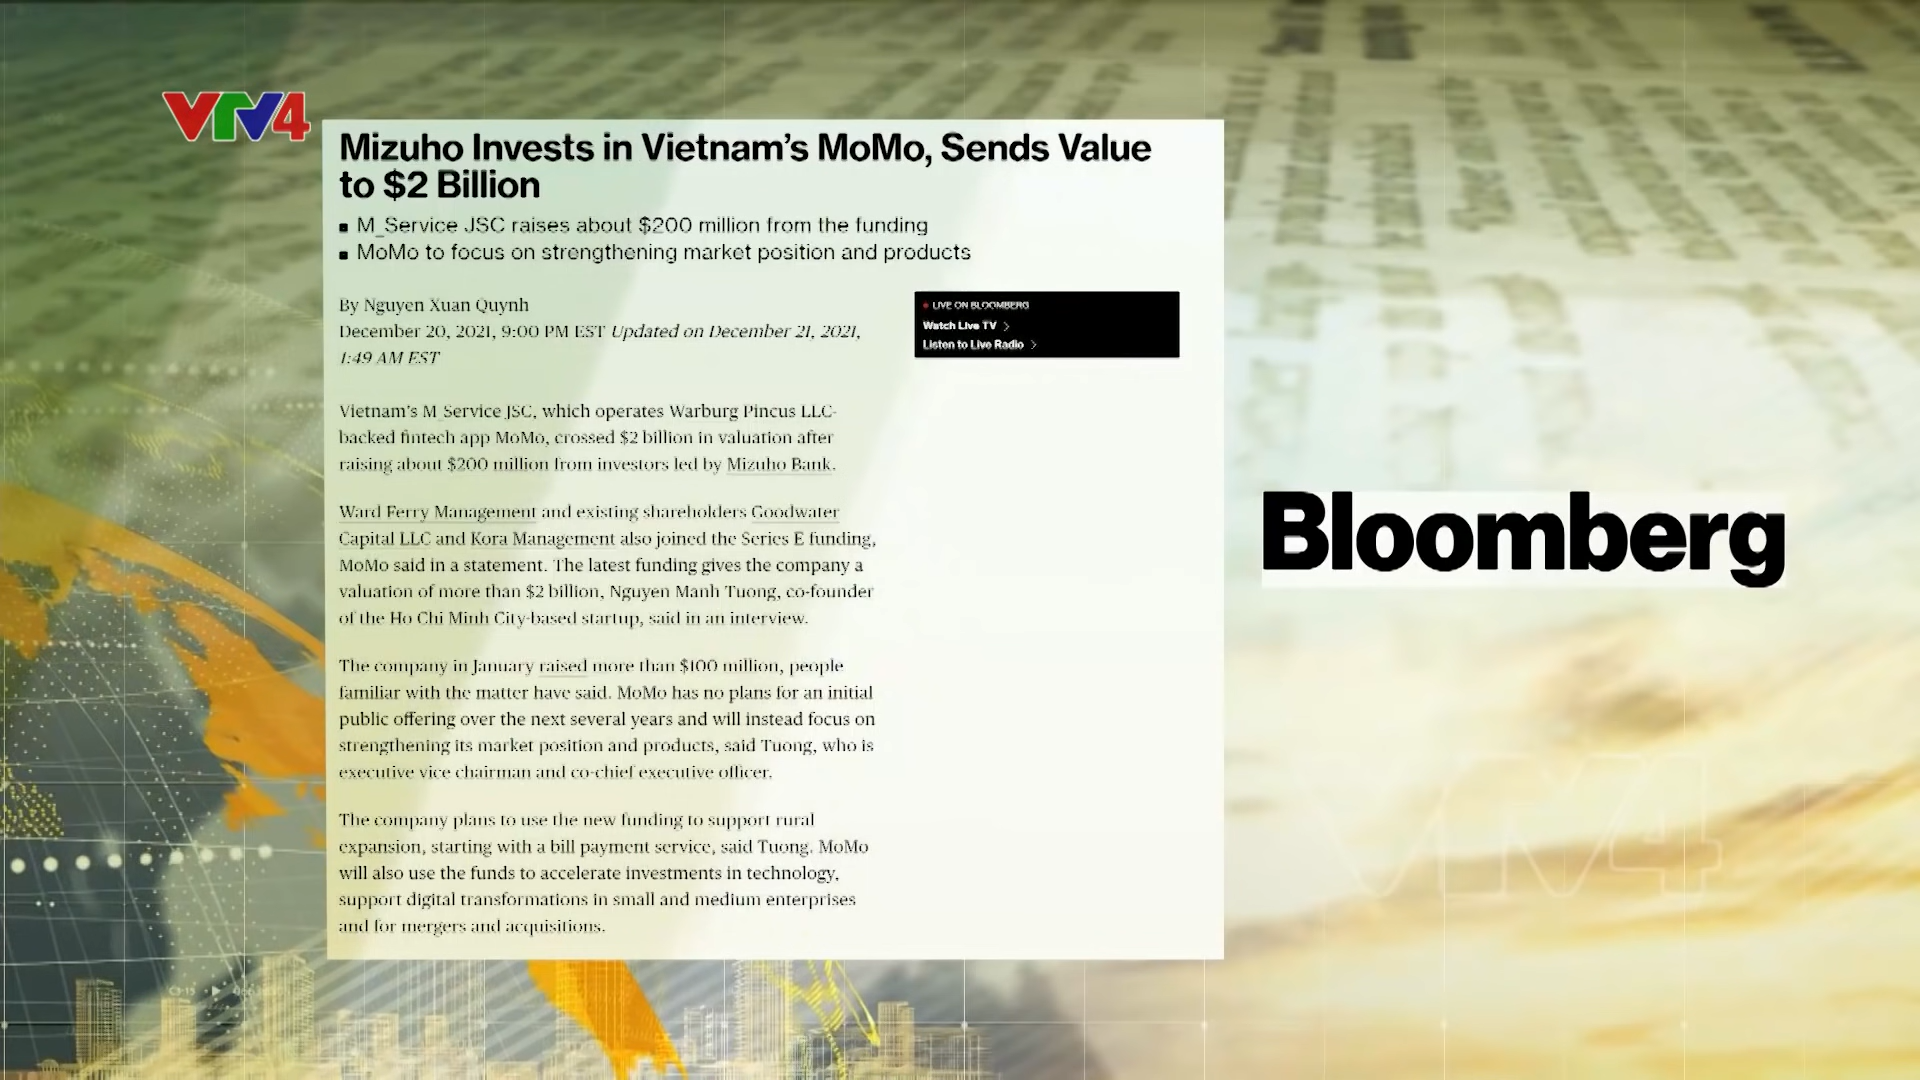 VTV4
Mizuho Invests in Vietnam's MoMo, Sends Value
to $2 Billion
■ M_Service JSC raises about $200 million from the funding
■ MoMo to focus on strengthening market position and products
By Nguyen Xuan Quynh
December 20, 2021, 9:00 PM EST Updated on December 21, 2021,
1:49 AM EST
LIVE ON BLOOMBERG
Watch Live TV >
Listen to Live Radio >
Vietnam's M_Service JSC, which operates Warburg Pincus LLC-
backed fintech app MoMo, crossed $2 billion in valuation after
raising about $200 million from investors led by Mizuho Bank.
Ward Ferry Management and existing shareholders Goodwater
Capital LLC and Kora Management also joined the Series E funding,
MoMo said in a statement. The latest funding gives the company a
valuation of more than $2 billion, Nguyen Manh Tuong, co-founder
of the Ho Chi Minh City-based startup, said in an interview.
The company in January raised more than $100 million, people
familiar with the matter have said. MoMo has no plans for an initial
public offering over the next several years and will instead focus on
strengthening its market position and products, said Tuong, who is
executive vice chairman and co-chief executive officer.
The company plans to use the new funding to support rural
expansion, starting with a bill payment service, said Tuong. MoMo
will also use the funds to accelerate investments in technology,
support digital transformations in small and medium enterprises
and for mergers and acquisitions.
Bloomberg
VTV4